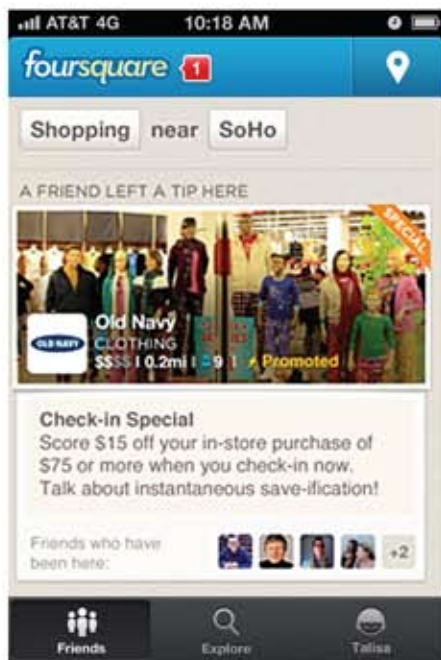 AT&T 4G 10:18 AM
foursquare 1
Shopping near SoHo
A FRIEND LEFT A TIP HERE
SPECIAL
Old Navy
OLD NAVY
CLOTHING
$$$$ | 0.2mi | 9 | Promoted
Check-in Special
Score $15 off your in-store purchase of
$75 or more when you check-in now.
Talk about instantaneous save-ification!
Friends who have
been here:
+2
Friends Explore Talisa